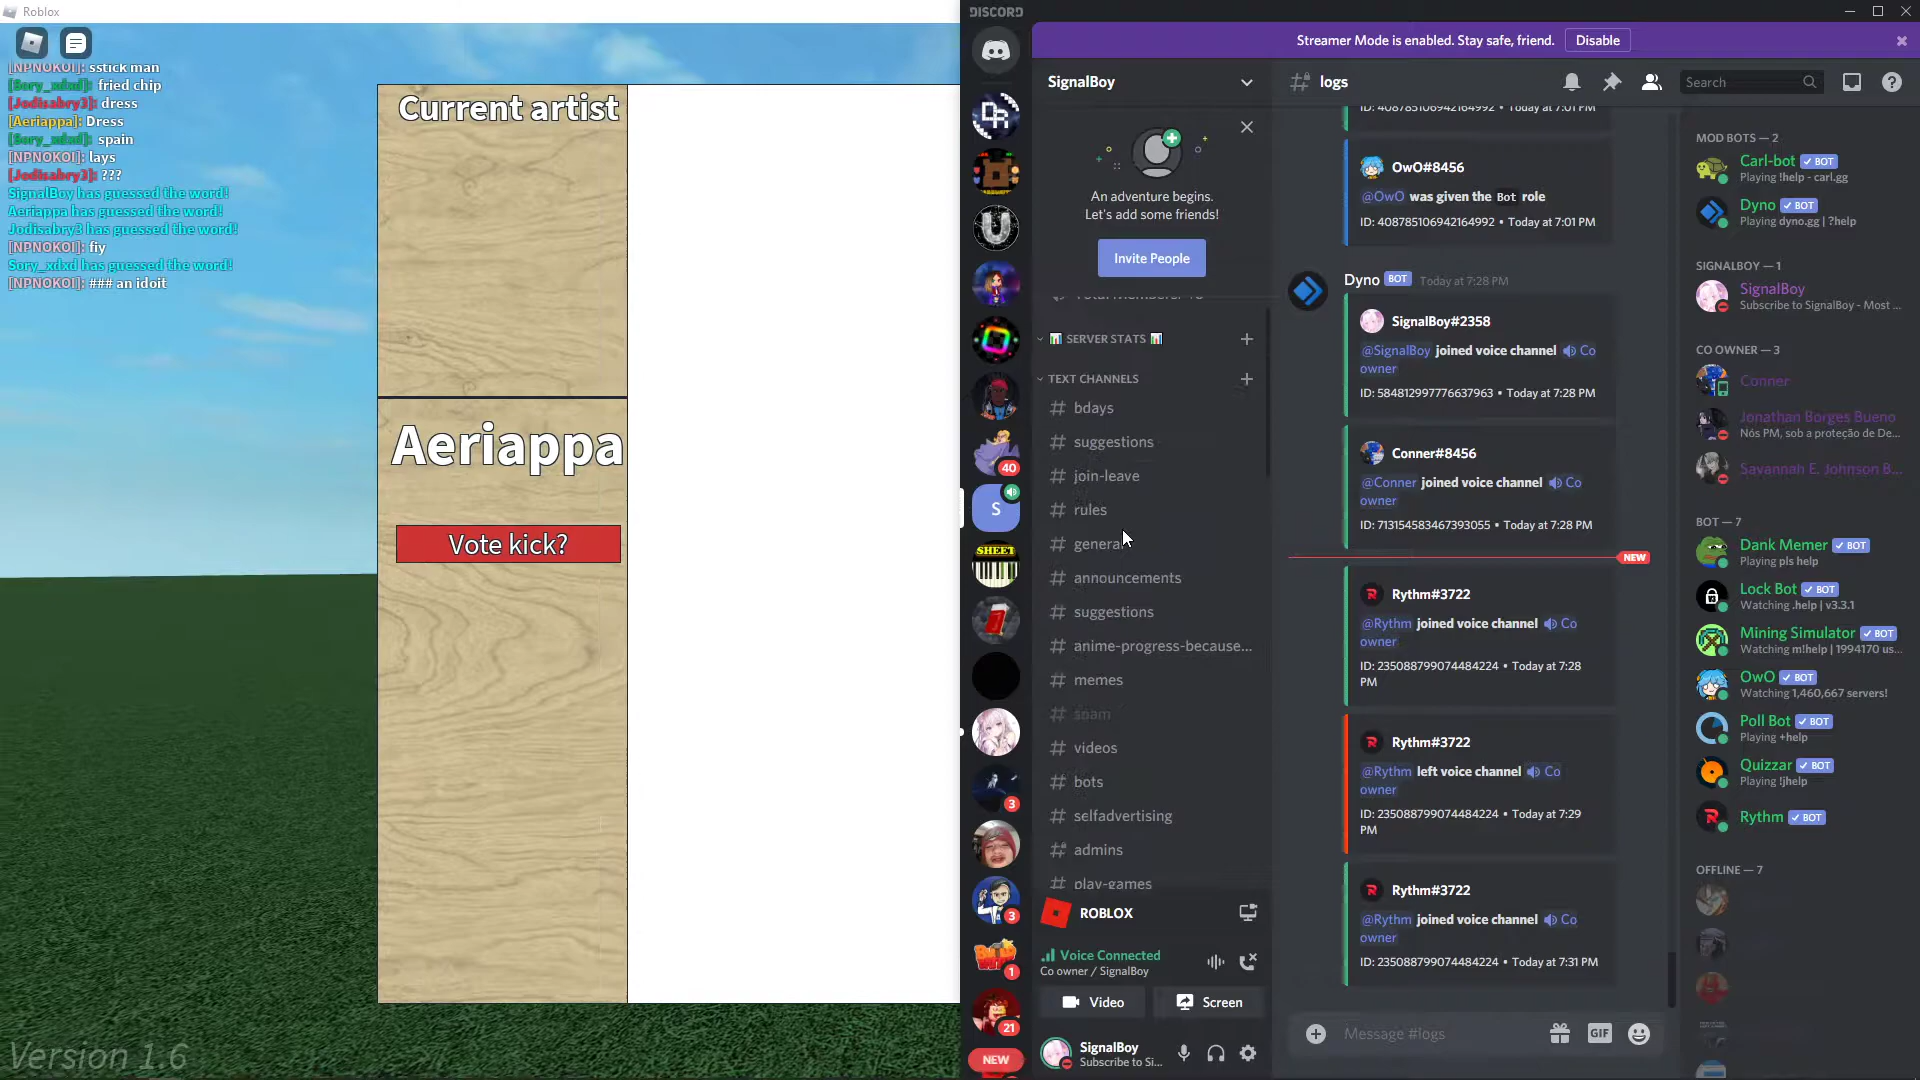 Roblox
[NPNOKOI]: sstick man
[Sory_xdxd]: fried chip
[Jodisabry3]: dress
[Aeriappa]: Dress
[Sory_xdxd]: spain
[NPNOKOI]: lays
[Jodisabry3]: ???
SignalBoy has guessed the word!
Aeriappa has guessed the word!
Jodisabry3 has guessed the word!
[NPNOKOI]: fiy
Sory_xdxd has guessed the word!
[NPNOKOI]: ### an idoit
Current artist
Aeriappa
Vote kick?
Version 1.6
DISCORD
Streamer Mode is enabled. Stay safe, friend.
Disable
40
S
SHEET
3
3
1
21
NEW
SignalBoy
An adventure begins.
Let's add some friends!
Invite People
SERVER STATS
TEXT CHANNELS
bdays
suggestions
join-leave
rules
general
announcements
suggestions
anime-progress-because...
memes
spam
videos
bots
selfadvertising
admins
play-games
ROBLOX
Voice Connected
Co owner / SignalBoy
Video
Screen
SignalBoy
Subscribe to Si...
logs
Search
ID: 408785106942164992 • Today at 7:01 PM
OwO#8456
@OwO was given the Bot role
ID: 408785106942164992 • Today at 7:01 PM
Dyno BOT Today at 7:28 PM
SignalBoy#2358
@SignalBoy joined voice channel Co
owner
ID: 584812997776637963 • Today at 7:28 PM
Conner#8456
@Conner joined voice channel Co
owner
ID: 713154583467393055 • Today at 7:28 PM
NEW
Rythm#3722
@Rythm joined voice channel Co
owner
ID: 235088799074484224 • Today at 7:28
PM
Rythm#3722
@Rythm left voice channel Co
owner
ID: 235088799074484224 • Today at 7:29
PM
Rythm#3722
@Rythm joined voice channel Co
owner
ID: 235088799074484224 • Today at 7:31 PM
Message #logs
GIF
MOD BOTS — 2
Carl-bot ✓ BOT
Playing !help - carl.gg
Dyno ✓ BOT
Playing dyno.gg | ?help
SIGNALBOY — 1
SignalBoy
Subscribe to SignalBoy - Most ...
CO OWNER — 3
Conner
Jonathan Borges Bueno
Nós PM, sob a proteção de De...
Savannah E. Johnson B...
BOT — 7
Dank Memer ✓ BOT
Playing pls help
Lock Bot ✓ BOT
Watching .help | v3.3.1
Mining Simulator ✓ BOT
Watching m!help | 1994170 us...
OwO ✓ BOT
Watching 1,460,667 servers!
Poll Bot ✓ BOT
Playing +help
Quizzar ✓ BOT
Playing !jhelp
Rythm ✓ BOT
OFFLINE — 7